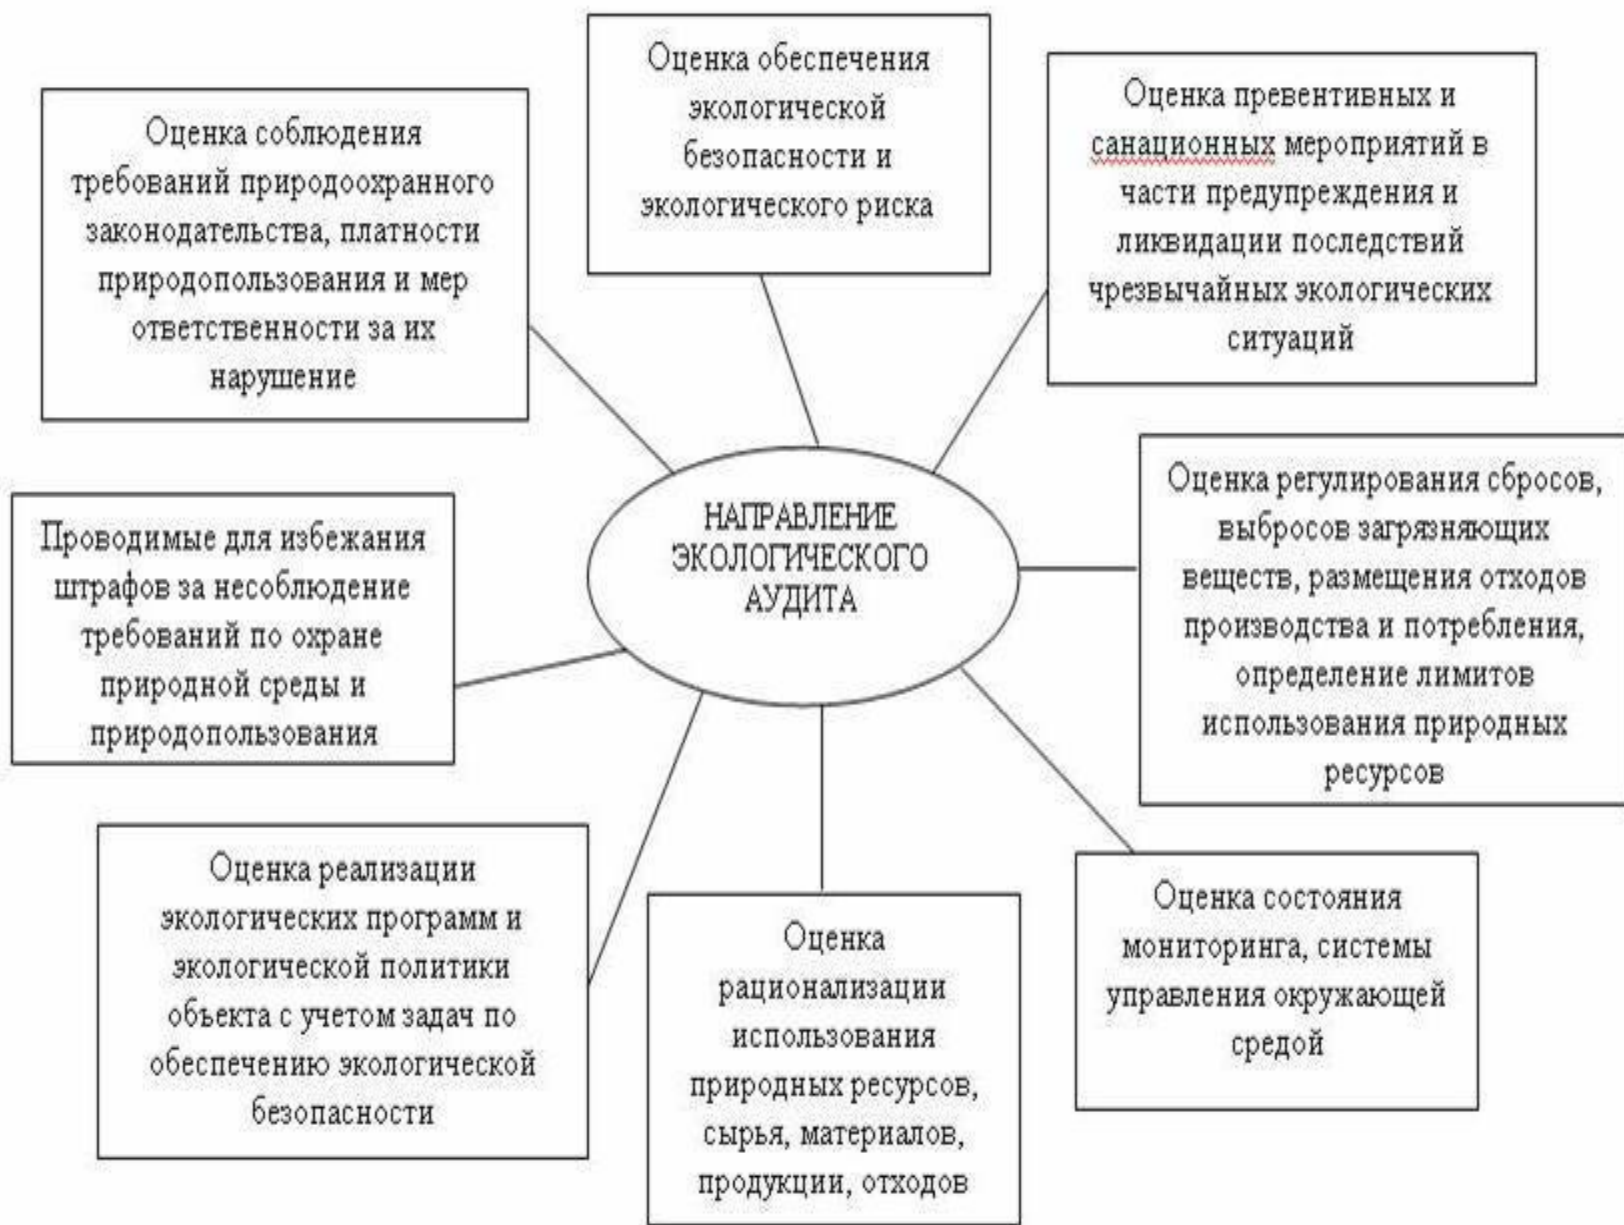 Оценка обеспечения
экологической
безопасности и
экологического риска
Оценка превентивных и
санационных мероприятий в
части предупреждения и
ликвидации последствий
чрезвычайных экологических
ситуаций
Оценка соблюдения
требований природоохранного
законодательства, платности
природопользования и мер
ответственности за их
нарушение
НАПРАВЛЕНИЕ
ЭКОЛОГИЧЕСКОГО
АУДИТА
Оценка регулирования сбросов,
выбросов загрязняющих
веществ, размещения отходов
производства и потребления,
определение лимитов
использования природных
ресурсов
Проводимые для избежания
штрафов за несоблюдение
требований по охране
природной среды и
природопользования
Оценка реализации
экологических программ и
экологической политики
объекта с учетом задач по
обеспечению экологической
безопасности
Оценка
рационализации
использования
природных ресурсов,
сырья, материалов,
продукции, отходов
Оценка состояния
мониторинга, системы
управления окружающей
средой